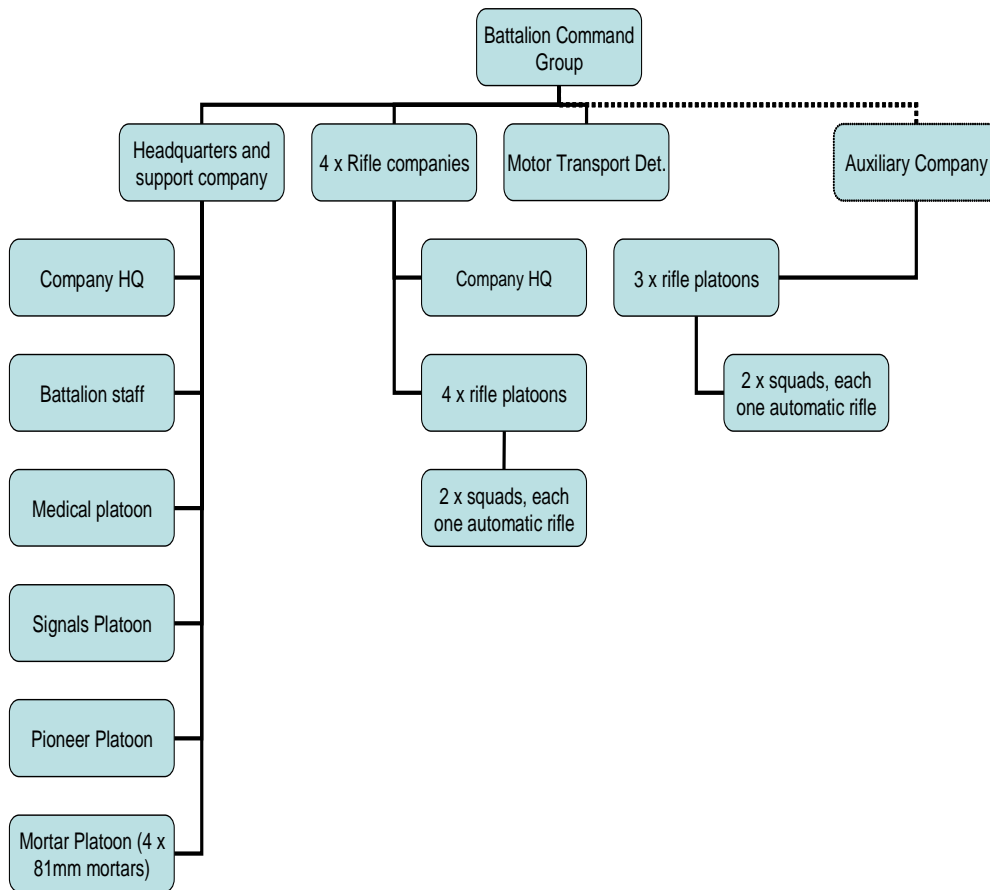 Battalion Command
Group
Headquarters and
support company
4 x Rifle companies
Motor Transport Det.
Auxiliary Company
Company HQ
Company HQ
3 x rifle platoons
Battalion staff
4 x rifle platoons
2 x squads, each
one automatic rifle
Medical platoon
2 x squads, each
one automatic rifle
Signals Platoon
Pioneer Platoon
Mortar Platoon (4 x
81mm mortars)